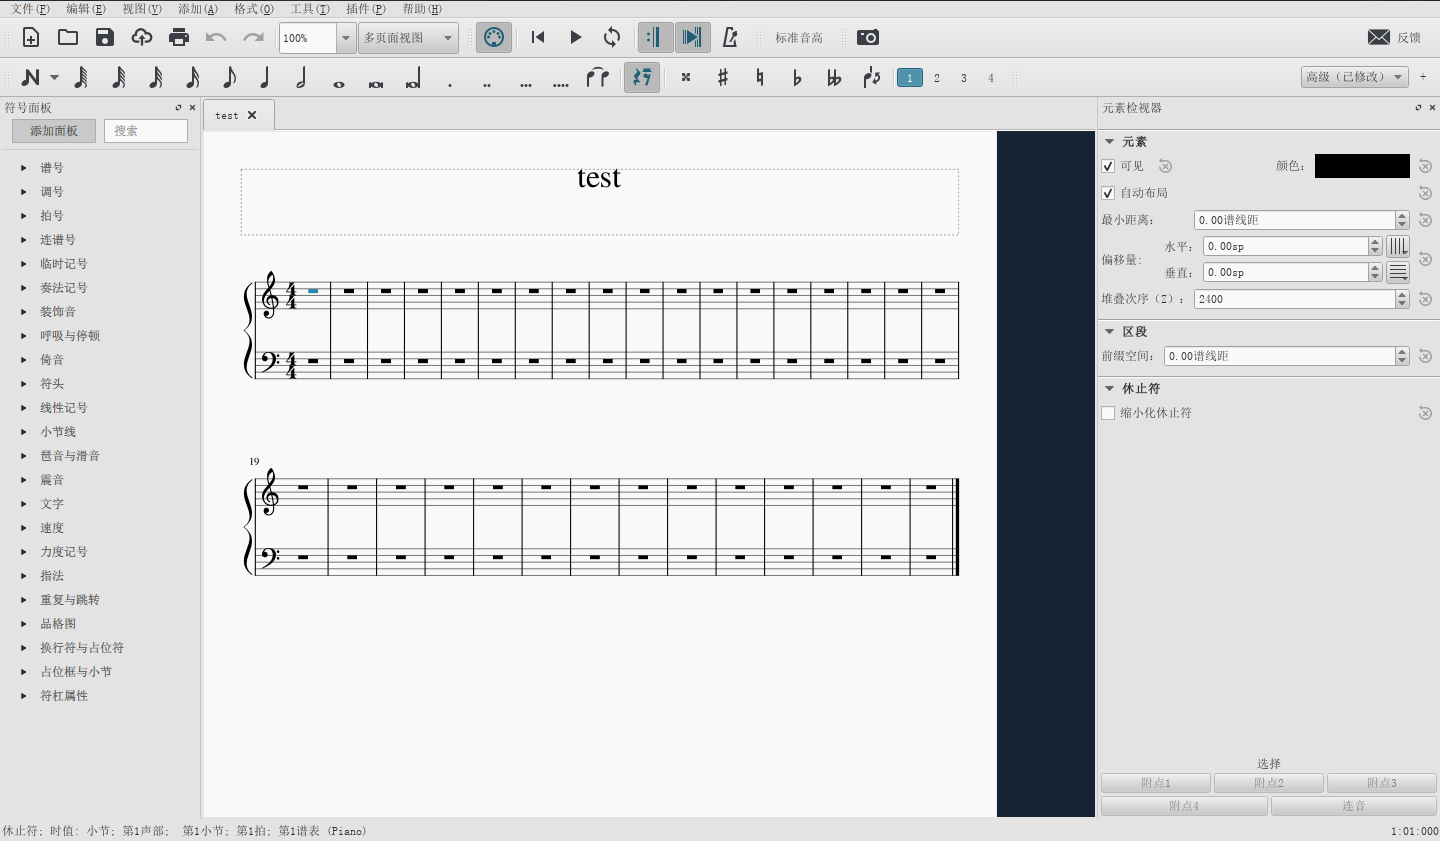 文件(F) 编辑(E) 视图(V) 添加(A) 格式(O) 工具(T) 插件(P) 帮助(H)
100% 多页面视图 标准音高 反馈
1 2 3 4 高级（已修改） +
符号面板
添加面板 搜索
谱号
调号
拍号
连谱号
临时记号
奏法记号
装饰音
呼吸与停顿
倚音
符头
线性记号
小节线
琶音与滑音
震音
文字
速度
力度记号
指法
重复与跳转
品格图
换行符与占位符
占位框与小节
符杠属性
test
test
4
4
4
4
19
元素检视器
元素
可见 颜色:
自动布局
最小距离: 0.00谱线距
偏移量: 水平: 0.00sp
垂直: 0.00sp
堆叠次序（Z）: 2400
区段
前缀空间: 0.00谱线距
休止符
缩小化休止符
选择
附点1 附点2 附点3
附点4 连音
休止符; 时值: 小节; 第1声部; 第1小节; 第1拍; 第1谱表 (Piano) 1:01:000